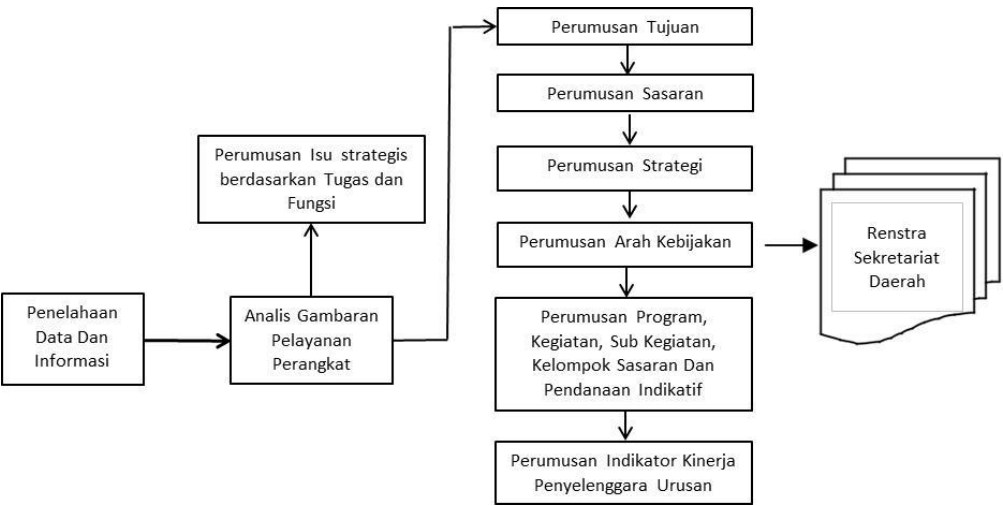 Penelahaan
Data Dan
Informasi
Analis Gambaran
Pelayanan
Perangkat
Perumusan Isu strategis
berdasarkan Tugas dan
Fungsi
Perumusan Tujuan
Perumusan Sasaran
Perumusan Strategi
Perumusan Arah Kebijakan
Perumusan Program,
Kegiatan, Sub Kegiatan,
Kelompok Sasaran Dan
Pendanaan Indikatif
Perumusan Indikator Kinerja
Penyelenggara Urusan
Renstra
Sekretariat
Daerah